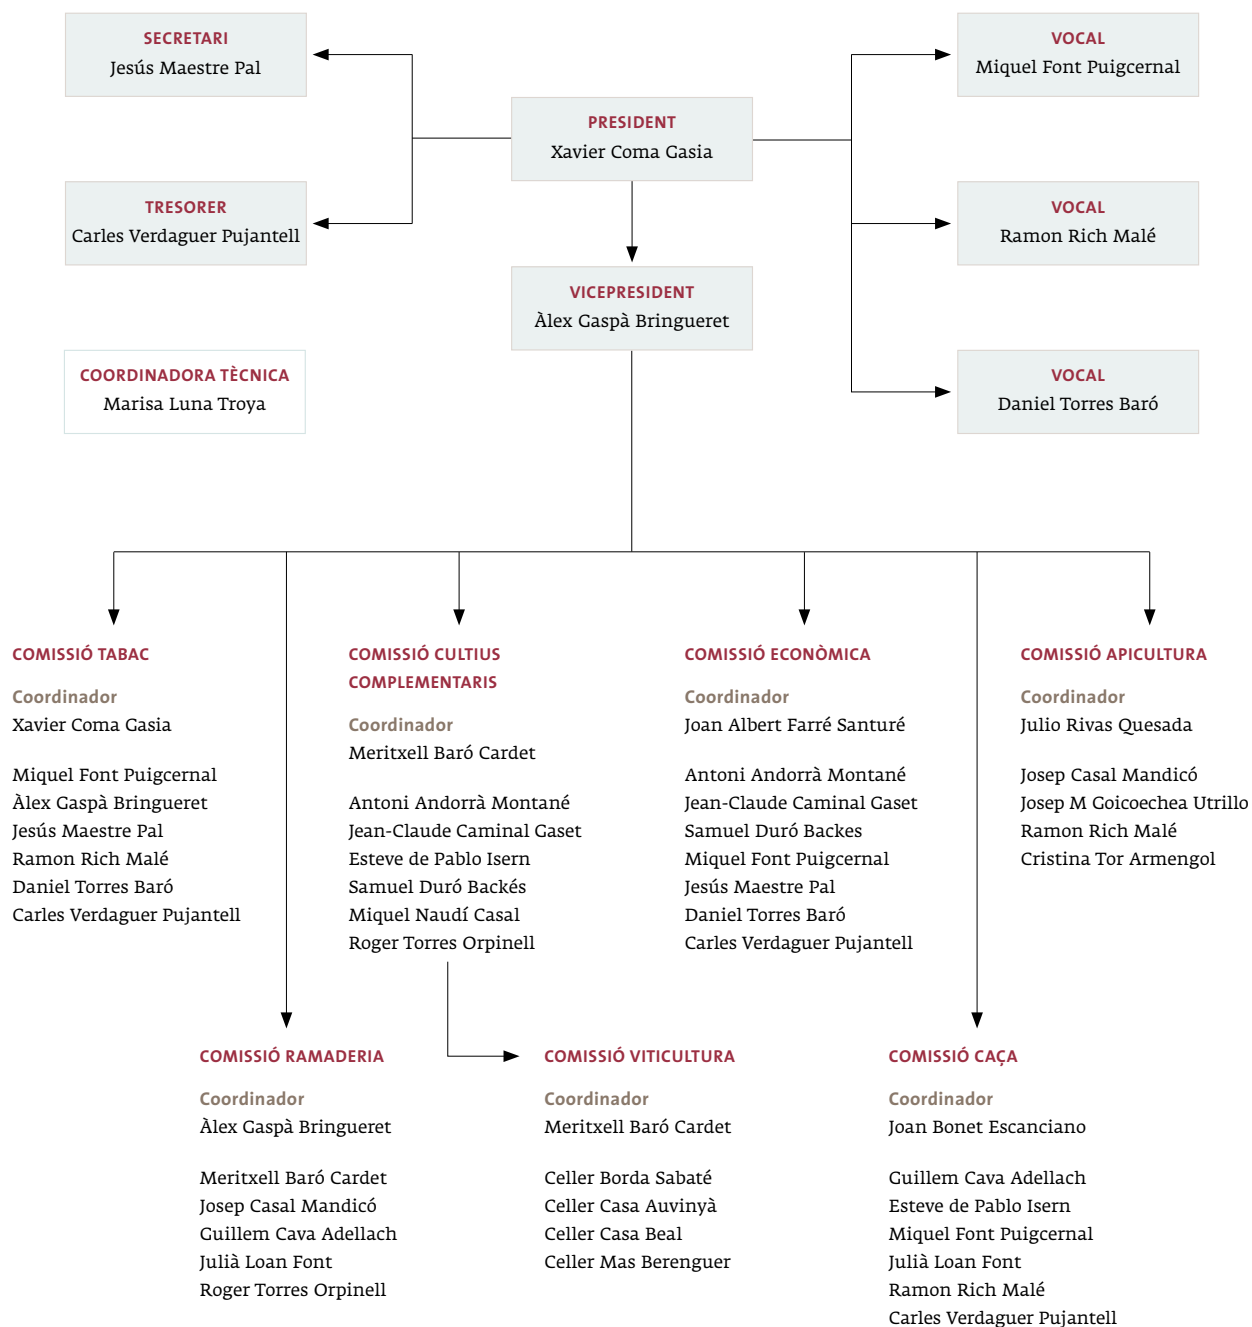 SECRETARI
Jesús Maestre Pal
VOCAL
Miquel Font Puigcernal
PRESIDENT
Xavier Coma Gasia
TRESORER
Carles Verdaguer Pujantell
VOCAL
Ramon Rich Malé
VICEPRESIDENT
Àlex Gaspà Bringueret
COORDINADORA TÈCNICA
Marisa Luna Troya
VOCAL
Daniel Torres Baró
COMISSIÓ TABAC
Coordinador
Xavier Coma Gasia
Miquel Font Puigcernal
Àlex Gaspà Bringueret
Jesús Maestre Pal
Ramon Rich Malé
Daniel Torres Baró
Carles Verdaguer Pujantell
COMISSIÓ CULTIUS
COMPLEMENTARIS
Coordinador
Meritxell Baró Cardet
Antoni Andorrà Montané
Jean-Claude Caminal Gaset
Esteve de Pablo Isern
Samuel Duró Backés
Miquel Naudí Casal
Roger Torres Orpinell
COMISSIÓ ECONÒMICA
Coordinador
Joan Albert Farré Santuré
Antoni Andorrà Montané
Jean-Claude Caminal Gaset
Samuel Duró Backes
Miquel Font Puigcernal
Jesús Maestre Pal
Daniel Torres Baró
Carles Verdaguer Pujantell
COMISSIÓ APICULTURA
Coordinador
Julio Rivas Quesada
Josep Casal Mandicó
Josep M Goicoechea Utrillo
Ramon Rich Malé
Cristina Tor Armengol
COMISSIÓ RAMADERIA
Coordinador
Àlex Gaspà Bringueret
Meritxell Baró Cardet
Josep Casal Mandicó
Guillem Cava Adellach
Julià Loan Font
Roger Torres Orpinell
COMISSIÓ VITICULTURA
Coordinador
Meritxell Baró Cardet
Celler Borda Sabaté
Celler Casa Auvinyà
Celler Casa Beal
Celler Mas Berenguer
COMISSIÓ CAÇA
Coordinador
Joan Bonet Escanciano
Guillem Cava Adellach
Esteve de Pablo Isern
Miquel Font Puigcernal
Julià Loan Font
Ramon Rich Malé
Carles Verdaguer Pujantell